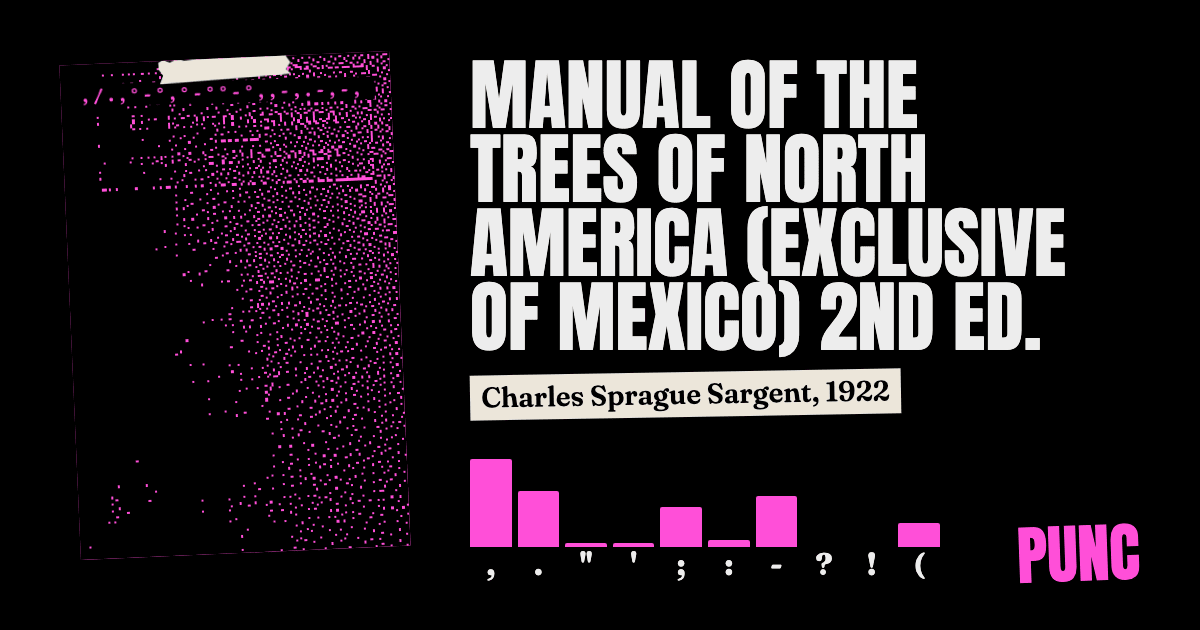 , / . , ° - ° , ° - ° ° - ° , , - , . - , - ,
MANUAL OF THE
TREES OF NORTH
AMERICA (EXCLUSIVE
OF MEXICO) 2ND ED.
Charles Sprague Sargent, 1922
, . " ' ; : - ? ! (
PUNC